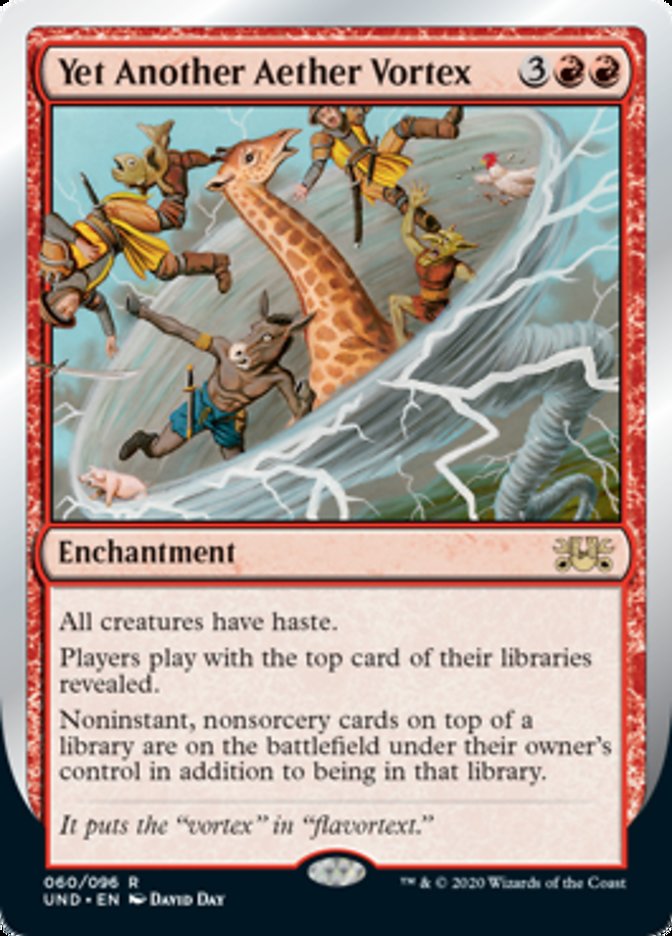 Yet Another Aether Vortex 3
Enchantment
All creatures have haste.
Players play with the top card of their libraries
revealed.
Noninstant, nonsorcery cards on top of a
library are on the battlefield under their owner's
control in addition to being in that library.
It puts the “vortex” in “flavortext.”
060/096 R
UND • EN David Day
™ & © 2020 Wizards of the Coast